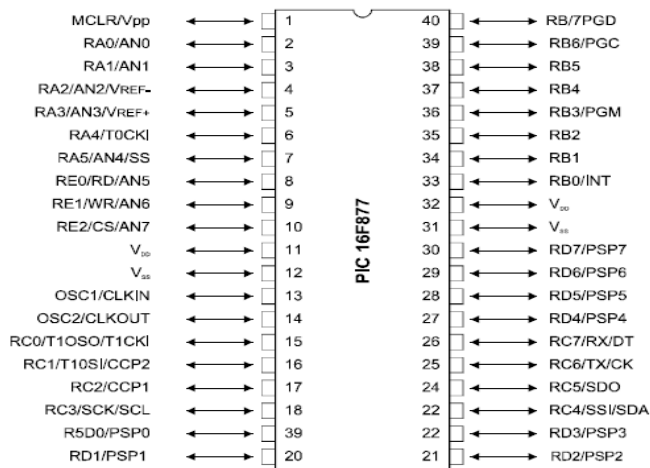 MCLR/Vpp 1 40 RB/7PGD
RA0/AN0 2 39 RB6/PGC
RA1/AN1 3 38 RB5
RA2/AN2/VREF- 4 37 RB4
RA3/AN3/VREF+ 5 36 RB3/PGM
RA4/T0CKI 6 35 RB2
RA5/AN4/SS 7 34 RB1
RE0/RD/AN5 8 33 RB0/INT
RE1/WR/AN6 9 32 VDD
RE2/CS/AN7 10 31 VSS
VDD 11 30 RD7/PSP7
VSS 12 29 RD6/PSP6
OSC1/CLKIN 13 28 RD5/PSP5
OSC2/CLKOUT 14 27 RD4/PSP4
RC0/T1OSO/T1CKI 15 26 RC7/RX/DT
RC1/T10SI/CCP2 16 25 RC6/TX/CK
RC2/CCP1 17 24 RC5/SDO
RC3/SCK/SCL 18 22 RC4/SSI/SDA
R5D0/PSP0 39 22 RD3/PSP3
RD1/PSP1 20 21 RD2/PSP2
PIC 16F877